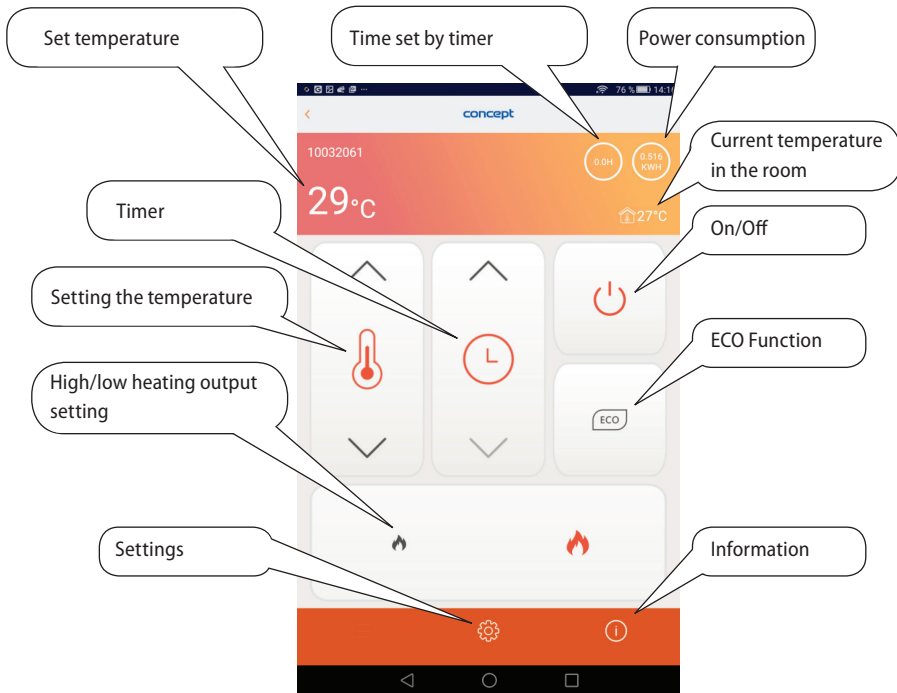 Set temperature
Time set by timer
Power consumption
76 % 14:16
concept
10032061
0.0H
0.516
KWH
Current temperature
in the room
29°C
27°C
Timer
On/Off
Setting the temperature
ECO Function
High/low heating output
setting
ECO
Settings
Information
i